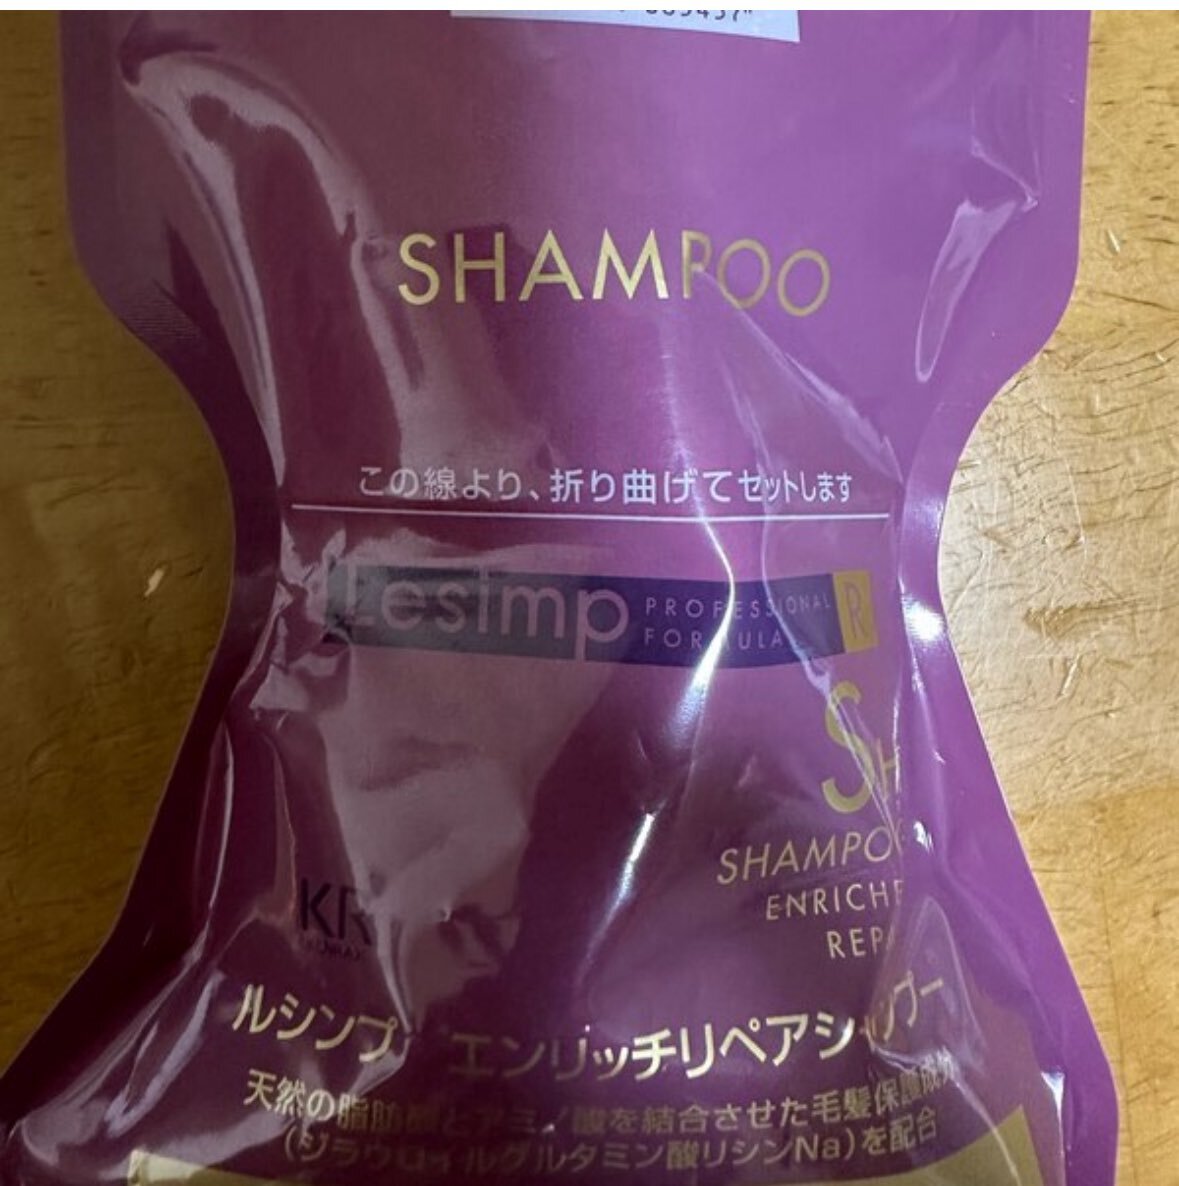 SHAMPOO
この線より、折り曲げてセットします
Lesimp PROFESSIONAL FORMULA R
SHAMPOO
ENRICHE
REPA
KR
ルシンプ エンリッチリペアシャンプー
天然の脂肪酸とアミノ酸を結合させた毛髪保護成分
(ジラウロイルグルタミン酸リシンNa)を配合